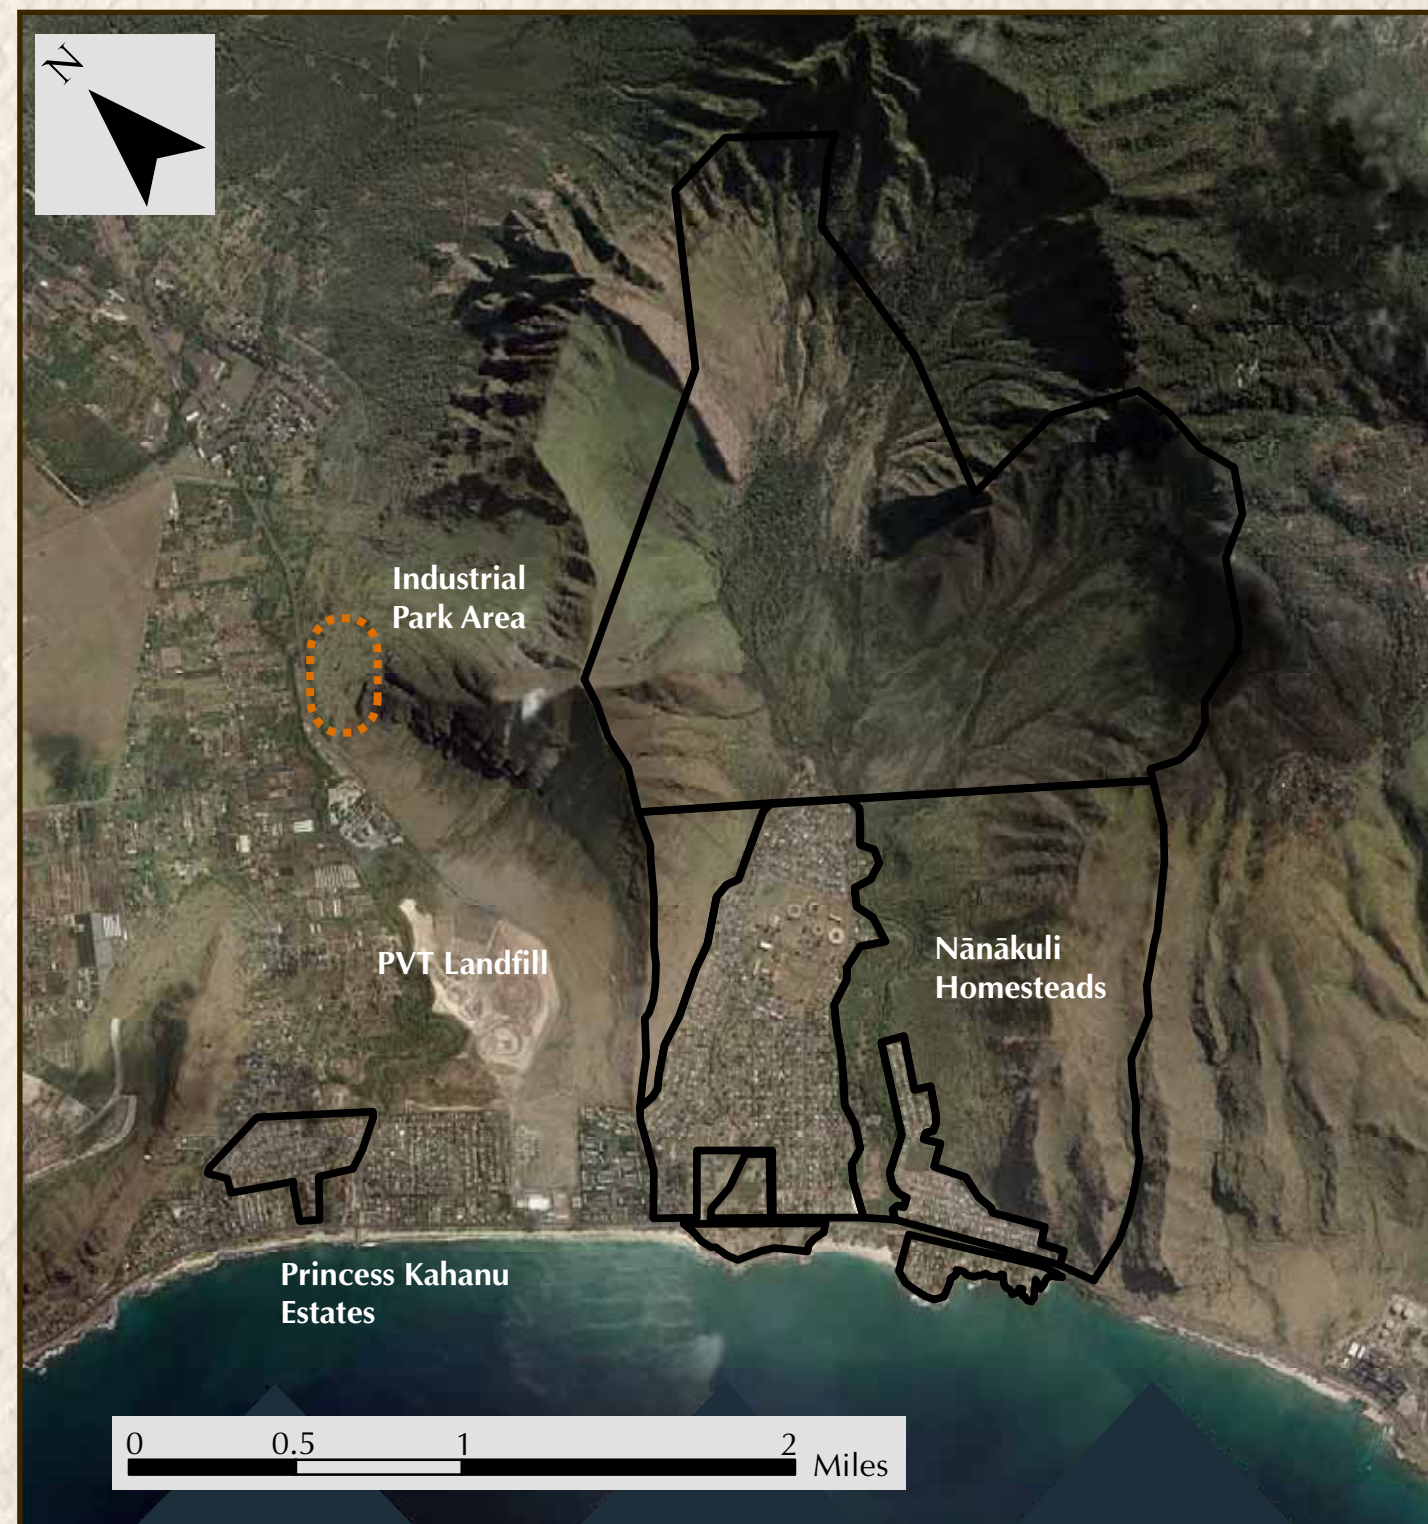 N
Industrial
Park Area
PVT Landfill
Nānākuli
Homesteads
Princess Kahanu
Estates
0 0.5 1 2 Miles